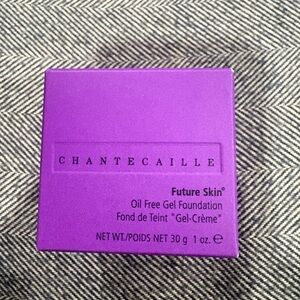 CHANTECAILLE
Future Skin®
Oil Free Gel Foundation
Fond de Teint "Gel-Crème"
NET WT./POIDS NET 30 g 1 oz. ℮